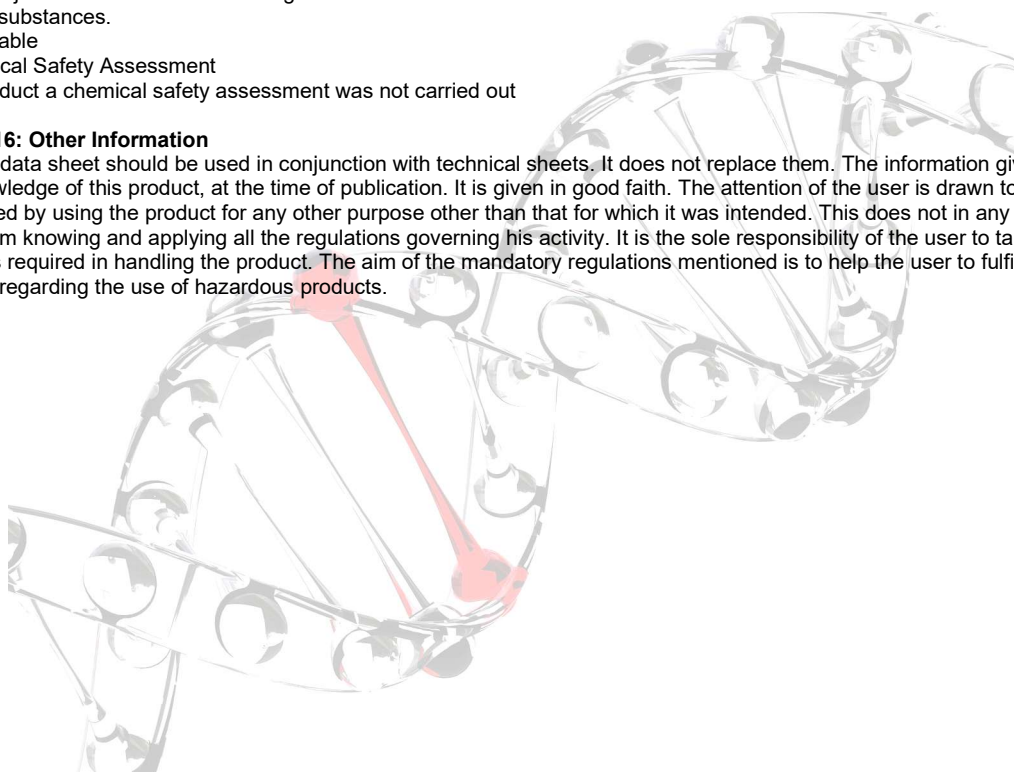 substances.
able
cal Safety Assessment
duct a chemical safety assessment was not carried out
6: Other Information
data sheet should be used in conjunction with technical sheets. It does not replace them. The information gi
ledge of this product, at the time of publication. It is given in good faith. The attention of the user is drawn to
ed by using the product for any other purpose other than that for which it was intended. This does not in any
m knowing and applying all the regulations governing his activity. It is the sole responsibility of the user to ta
required in handling the product. The aim of the mandatory regulations mentioned is to help the user to fulfi
regarding the use of hazardous products.